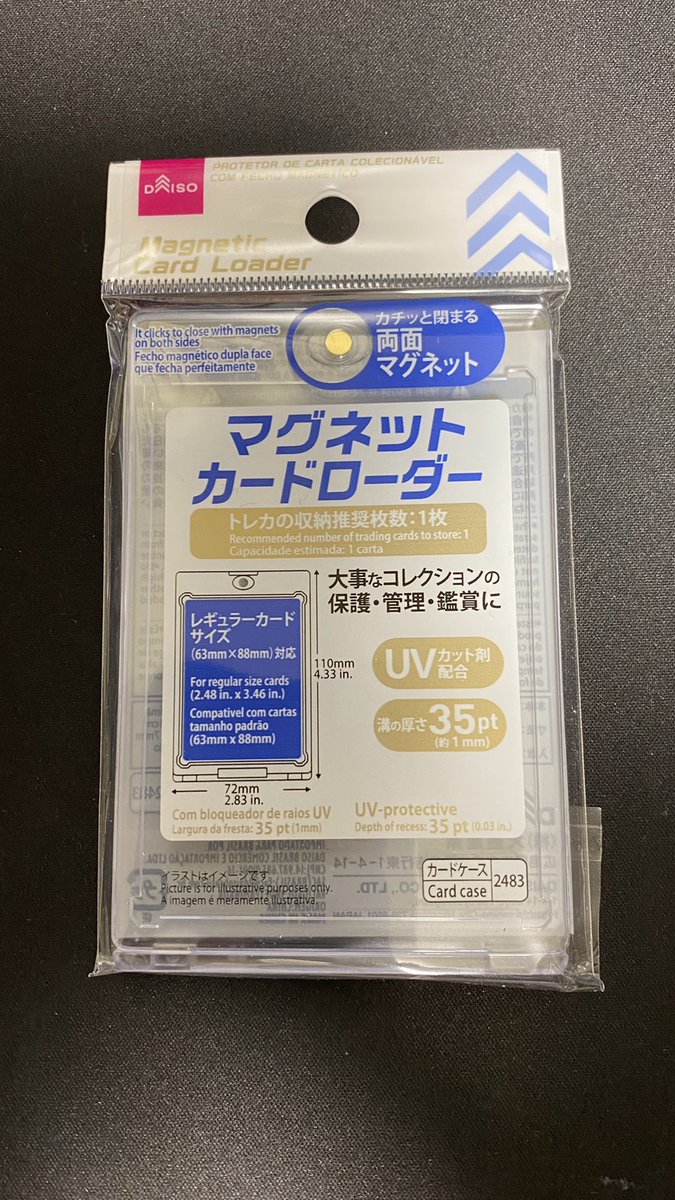 DAISO
PROTETOR DE CARTA COLECIONÁVEL
COM FECHO MAGNÉTICO
Magnetic
Card Loader
It clicks to close with magnets
on both sides
Fecho magnético dupla face
que fecha perfeitamente
カチッと閉まる
両面
マグネット
マグネット
カードローダー
トレカの収納推奨枚数:1枚
Recommended number of trading cards to store: 1
Capacidade estimada: 1 carta
大事なコレクションの
保護・管理・鑑賞に
レギュラーカード
サイズ
(63mm×88mm)対応
For regular size cards
(2.48 in. x 3.46 in.)
Compatível com cartas
tamanho padrão
(63mm x 88mm)
110mm
4.33 in.
72mm
2.83 in.
UVカット剤
配合
溝の厚さ35pt
(約1mm)
Com bloqueador de raios UV
Largura da fresta: 35 pt (1mm)
UV-protective
Depth of recess: 35 pt (0.03 in.)
イラストはイメージです。
Picture is for illustrative purposes only.
A imagem é meramente ilustrativa.
カードケース
Card case
2483